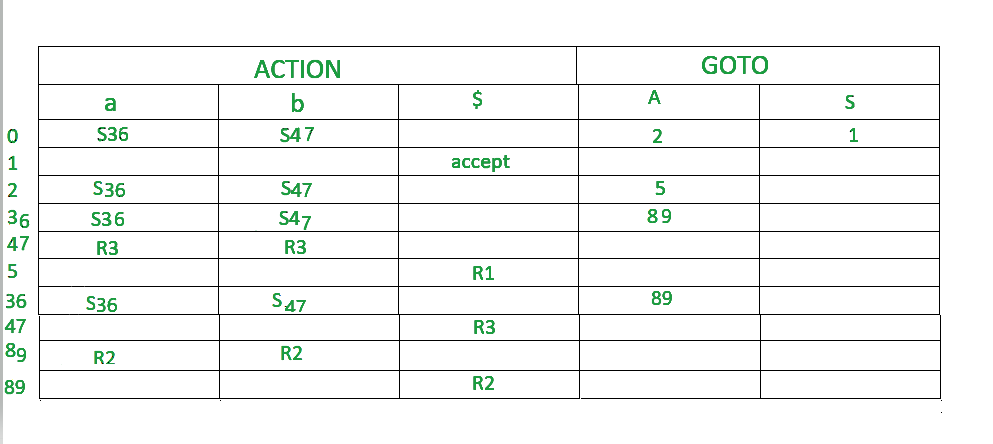 ACTION GOTO
a b $ A S
0 S36 S47 2 1
1 accept
2 S36 S47 5
36 S36 S47 89
47 R3 R3
5 R1
36 S36 S47 89
47 R3
89 R2 R2
89 R2